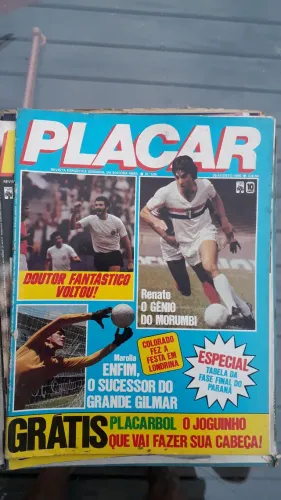 PLACAR
DOUTOR FANTÁSTICO
VOLTOU!
Renato
O GÊNIO
DO MORUMBI
COLORADO
FEZ A
FESTA EM
LONDRINA
Marola
ENFIM,
O SUCESSOR DO
GRANDE GILMAR
ESPECIAL
TABELA DA
FASE FINAL DO
PARANÁ
GRÁTIS PLACARBOL O JOGUINHO
QUE VAI FAZER SUA CABEÇA!